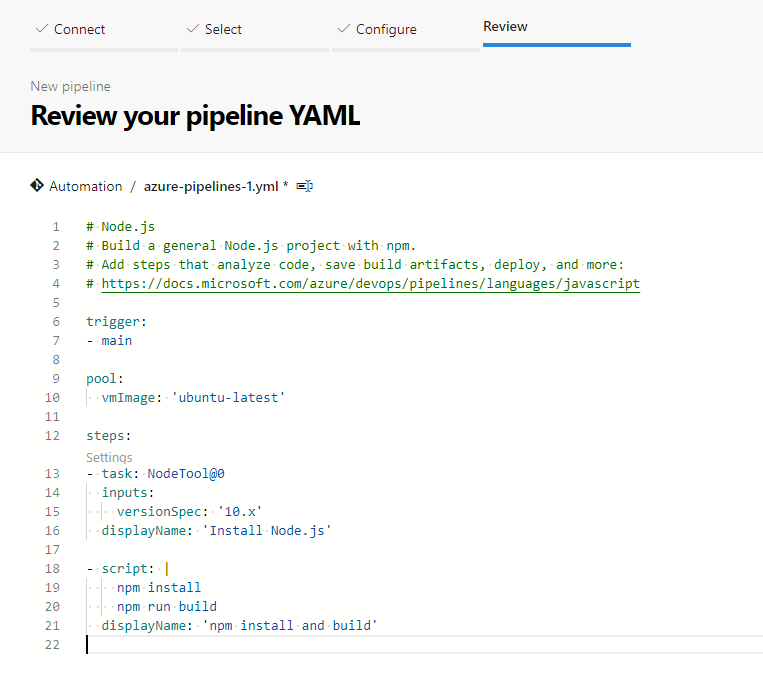 Connect Select Configure Review
New pipeline
Review your pipeline YAML
Automation / azure-pipelines-1.yml *
1 # Node.js
2 # Build a general Node.js project with npm.
3 # Add steps that analyze code, save build artifacts, deploy, and more:
4 # https://docs.microsoft.com/azure/devops/pipelines/languages/javascript
5
6 trigger:
7 - main
8
9 pool:
10   vmImage: 'ubuntu-latest'
11
12 steps:
Settings
13 - task: NodeTool@0
14   inputs:
15     versionSpec: '10.x'
16   displayName: 'Install Node.js'
17
18 - script: |
19     npm install
20     npm run build
21   displayName: 'npm install and build'
22